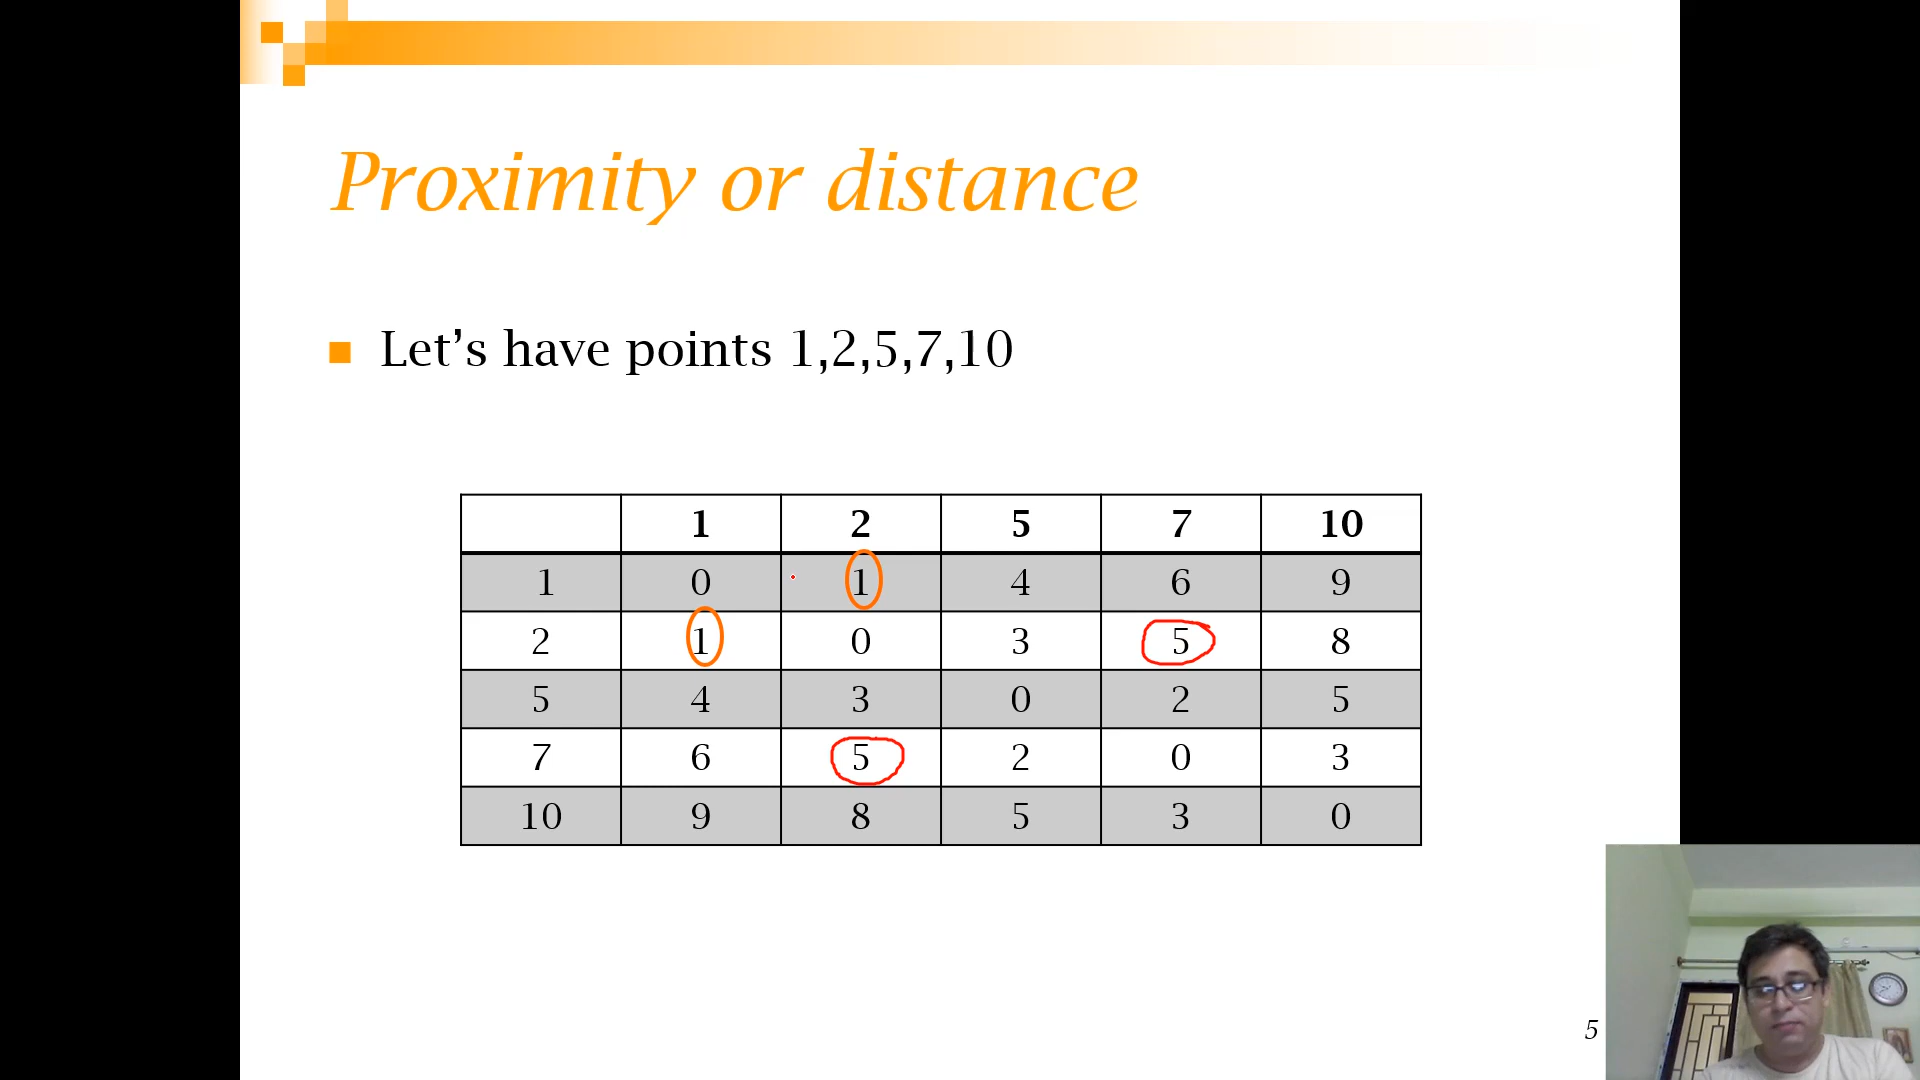 Proximity or distance
Let’s have points 1,2,5,7,10
1 2 5 7 10
1 0 1 4 6 9
2 1 0 3 5 8
5 4 3 0 2 5
7 6 5 2 0 3
10 9 8 5 3 0
5